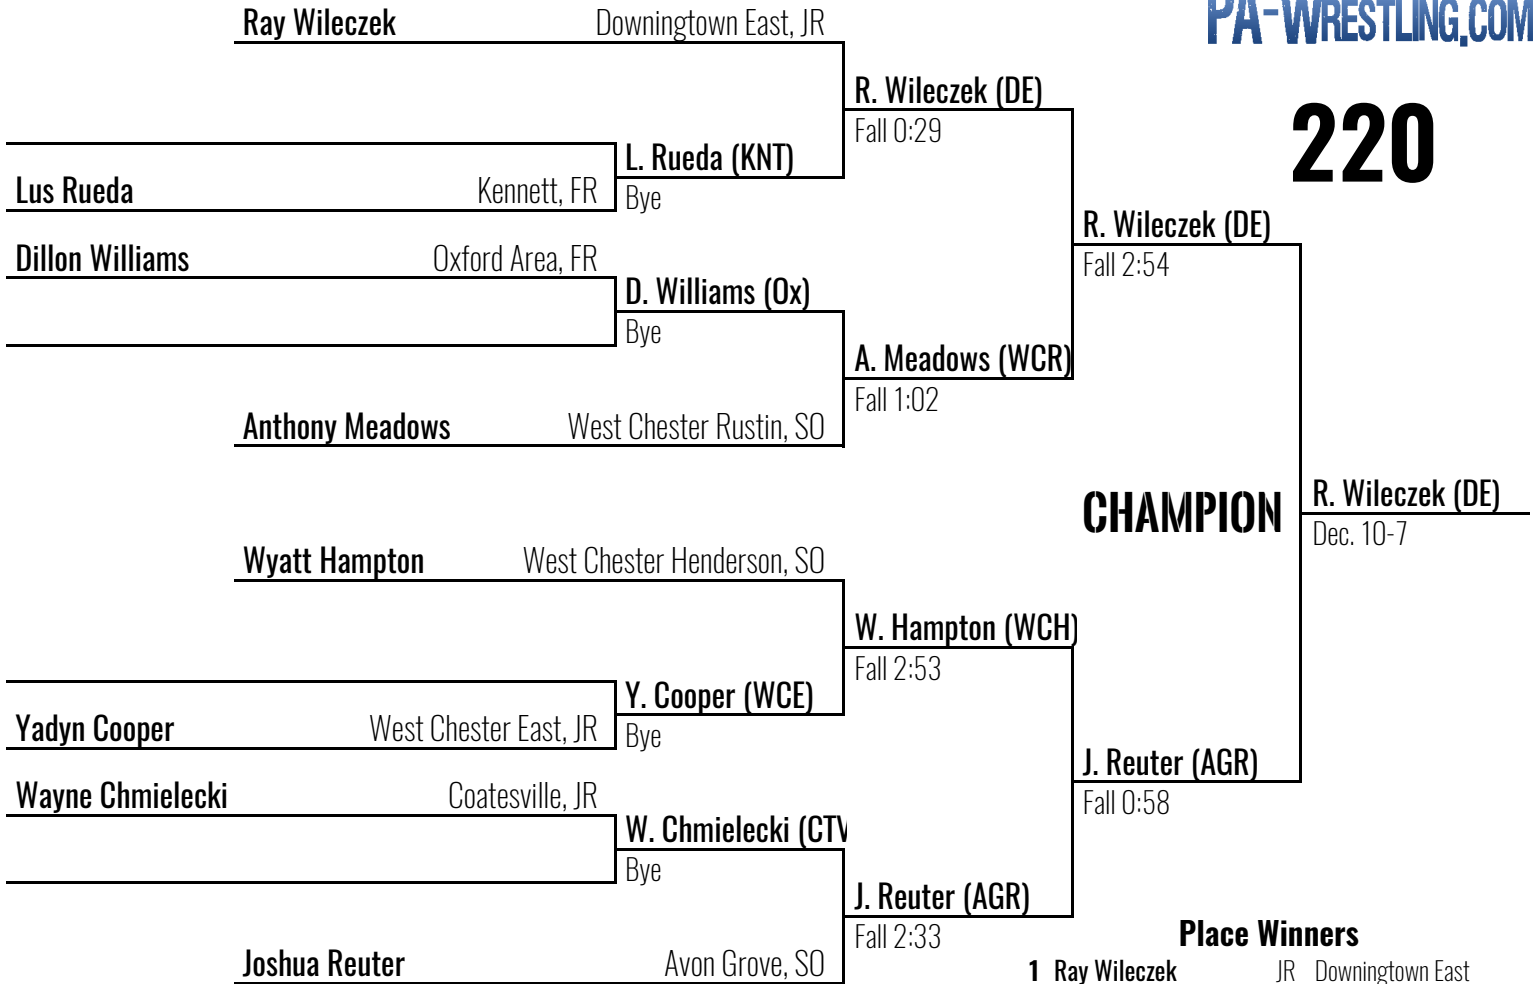 PA-WRESTLING.COM
Ray Wileczek Downingtown East, JR
R. Wileczek (DE)
Fall 0:29
220
L. Rueda (KNT)
Lus Rueda Kennett, FR
Bye
R. Wileczek (DE)
Fall 2:54
Dillon Williams Oxford Area, FR
D. Williams (Ox)
Bye
A. Meadows (WCR)
Fall 1:02
Anthony Meadows West Chester Rustin, SO
CHAMPION
R. Wileczek (DE)
Dec. 10-7
Wyatt Hampton West Chester Henderson, SO
W. Hampton (WCH)
Fall 2:53
Y. Cooper (WCE)
Yadyn Cooper West Chester East, JR
Bye
J. Reuter (AGR)
Fall 0:58
Wayne Chmielecki Coatesville, JR
W. Chmielecki (CTV
Bye
J. Reuter (AGR)
Fall 2:33
Joshua Reuter Avon Grove, SO
Place Winners
1 Ray Wileczek JR Downingtown East